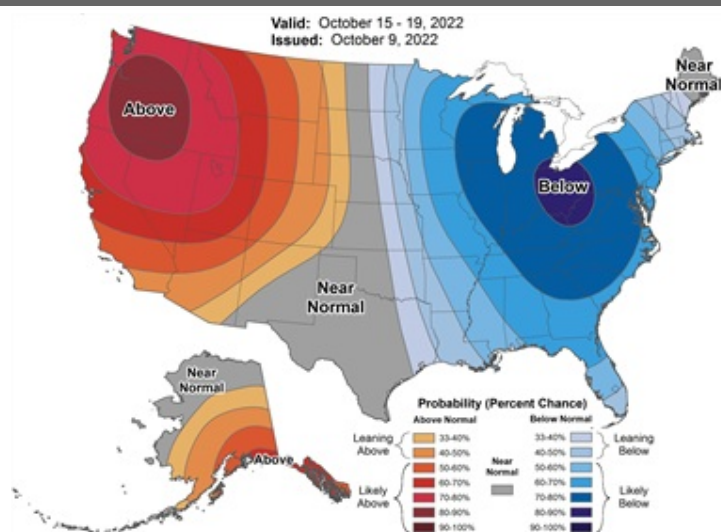 Valid: October 15 - 19, 2022
Issued: October 9, 2022
Near
Normal
Above
Below
Near
Normal
Near
Normal
Above
Probability (Percent Chance)
Above Normal
Below Normal
Leaning
Above
33-40%
40-50%
50-60%
60-70%
Likely
Above
70-80%
80-90%
90-100%
Near
Normal
33-40%
40-50%
Leaning
Below
50-60%
60-70%
70-80%
80-90%
90-100%
Likely
Below